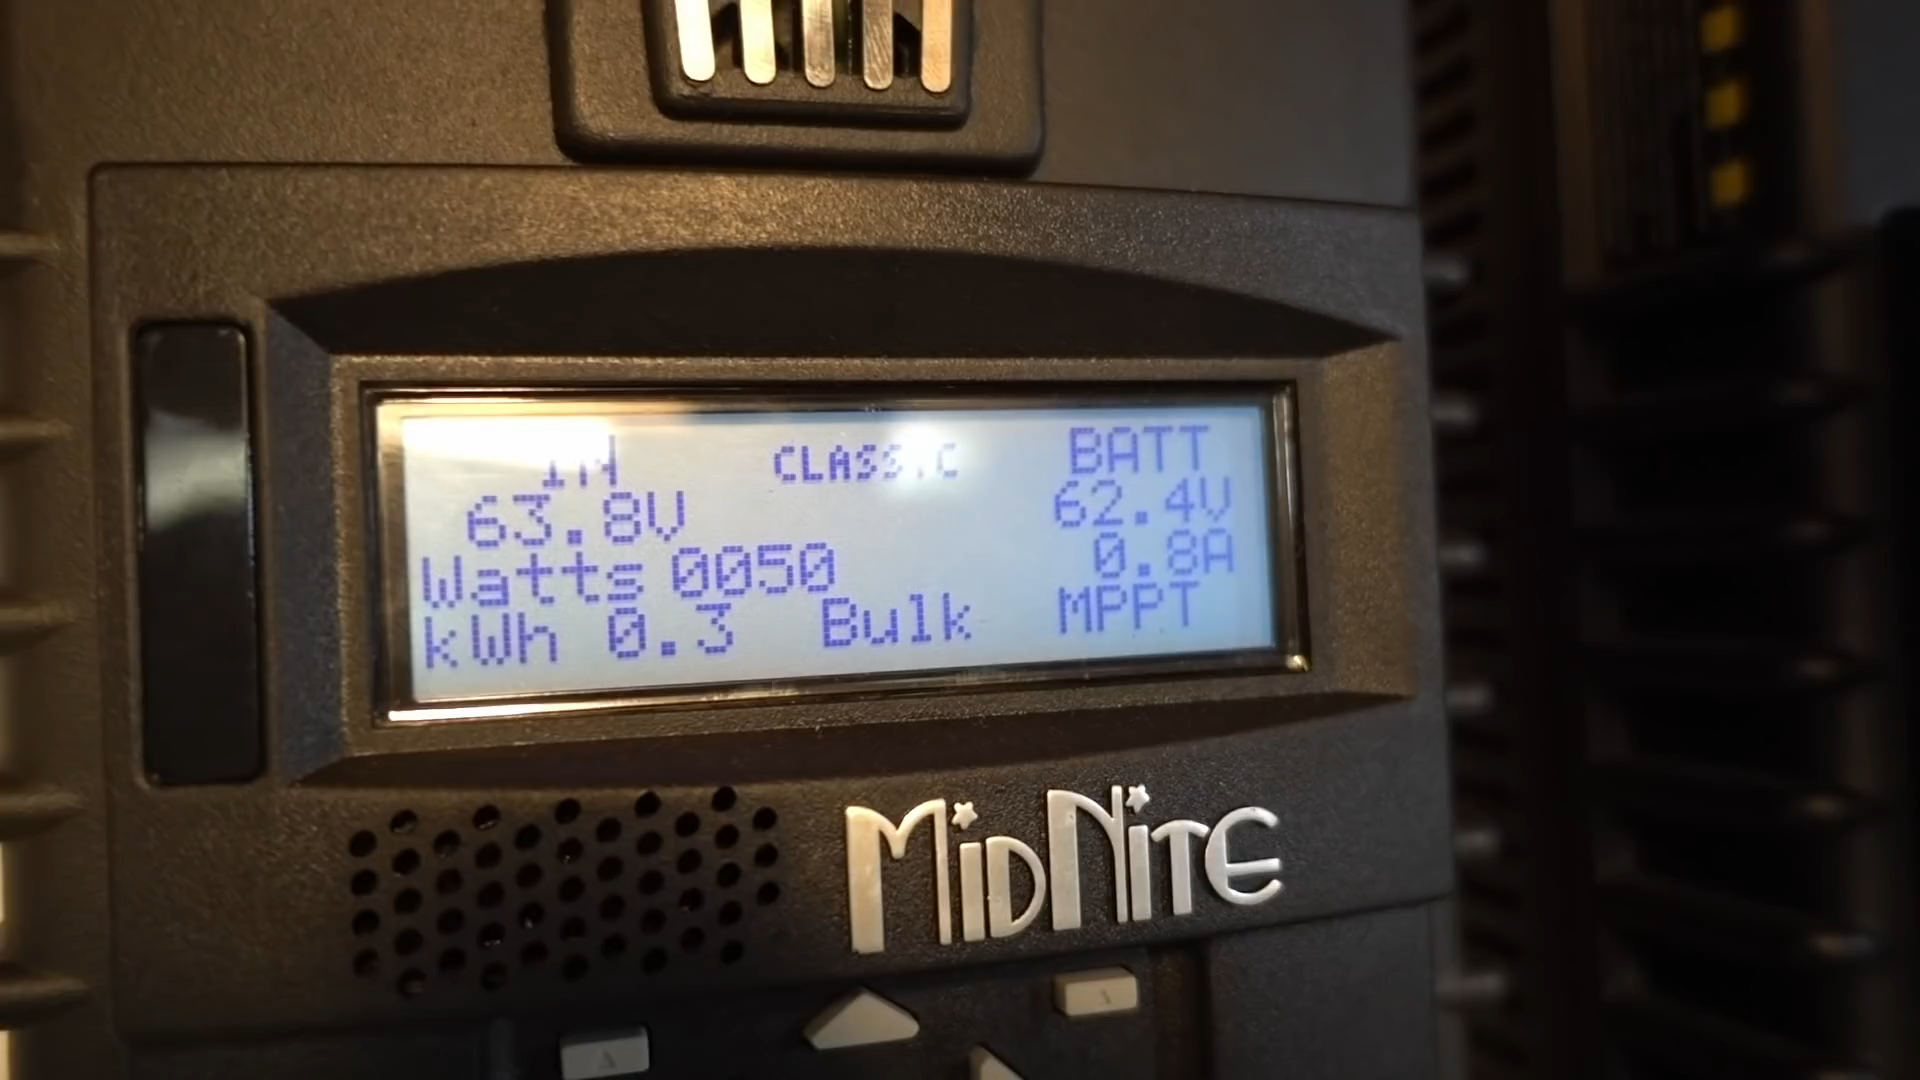 IN CLASSIC BATT
63.8V 62.4V
Watts 0050 0.8A
kWh 0.3 Bulk MPPT
MIDNITE